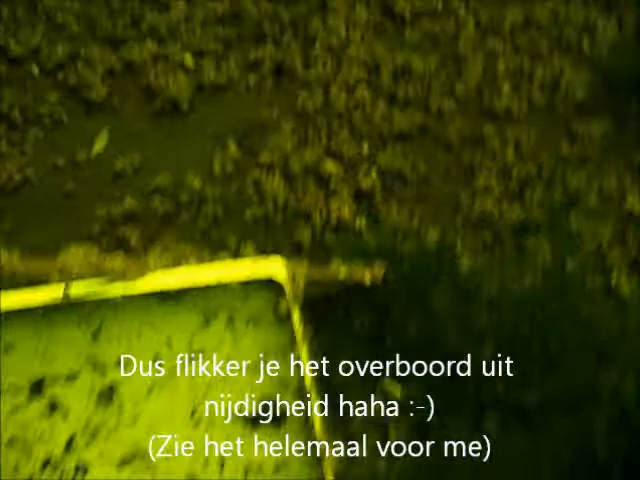 Dus flikker je het overboord uit
nijdigheid haha :-)
(Zie het helemaal voor me)